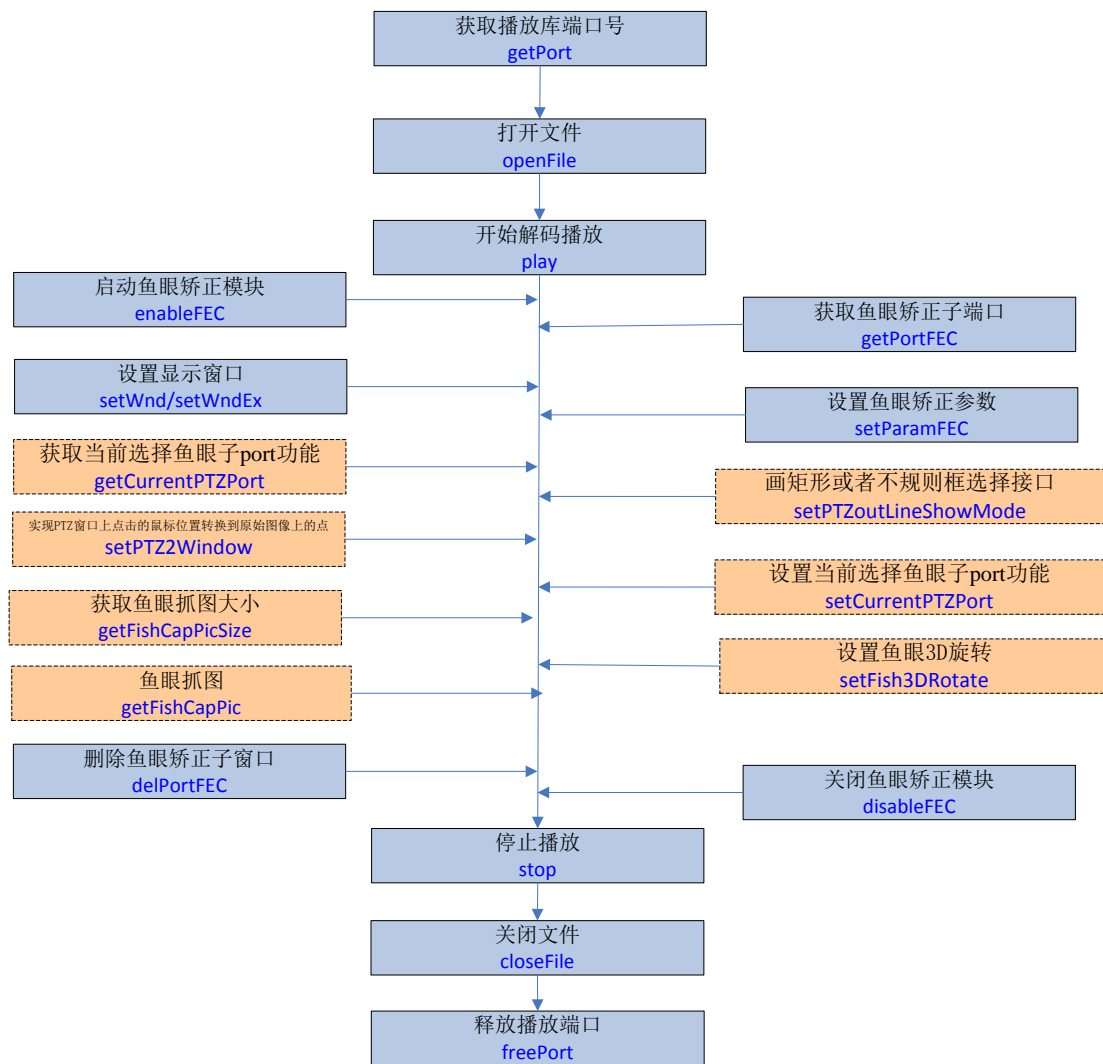 获取播放库端口号
getPort
打开文件
openFile
开始解码播放
play
启动鱼眼矫正模块
enableFEC
获取鱼眼矫正子端口
getPortFEC
设置显示窗口
setWnd/setWndEx
设置鱼眼矫正参数
setParamFEC
获取当前选择鱼眼子port功能
getCurrentPTZPort
画矩形或者不规则框选择接口
setPTZoutLineShowMode
实现PTZ窗口上点击的鼠标位置转换到原始图像上的点
setPTZ2Window
设置当前选择鱼眼子port功能
setCurrentPTZPort
获取鱼眼抓图大小
getFishCapPicSize
设置鱼眼3D旋转
setFish3DRotate
鱼眼抓图
getFishCapPic
删除鱼眼矫正子窗口
delPortFEC
关闭鱼眼矫正模块
disableFEC
停止播放
stop
关闭文件
closeFile
释放播放端口
freePort